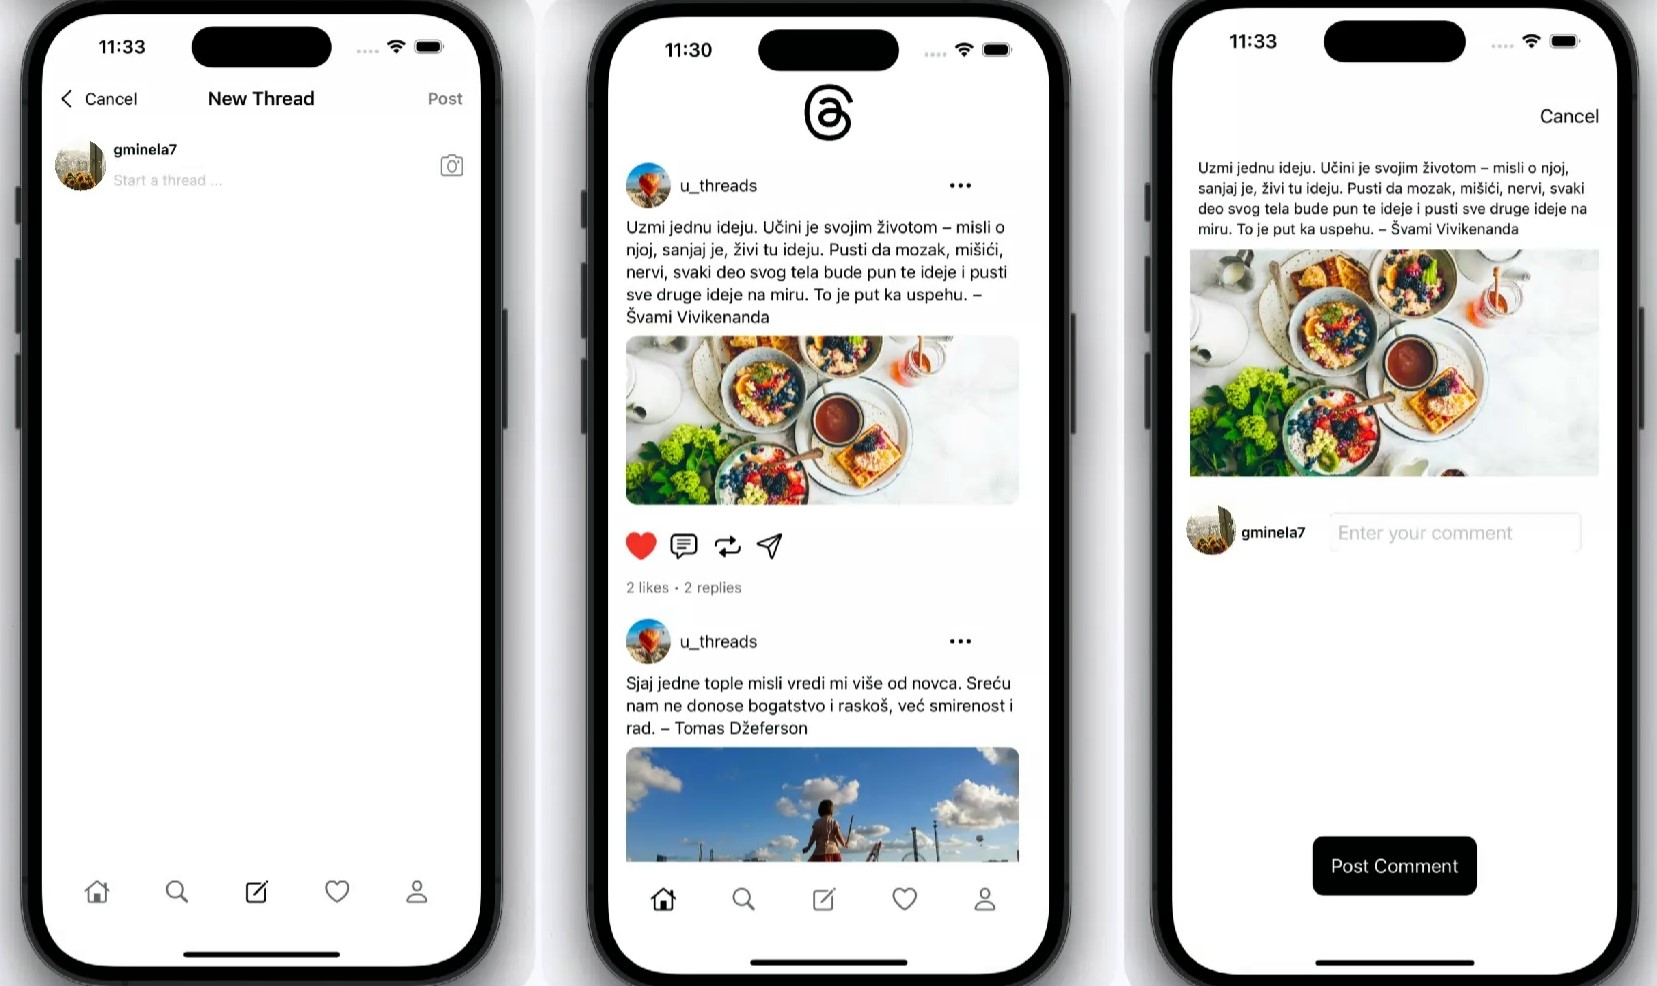 11:33
Cancel
New Thread
Post
gminela7
Start a thread ...
11:30
u_threads
Uzmi jednu ideju. Učini je svojim životom – misli o
njoj, sanjaj je, živi tu ideju. Pusti da mozak, mišići,
nervi, svaki deo svog tela bude pun te ideje i pusti
sve druge ideje na miru. To je put ka uspehu. –
Švami Vivikenanda
2 likes · 2 replies
u_threads
Sjaj jedne tople misli vredi mi više od novca. Sreću
nam ne donose bogatstvo i raskoš, već smirenost i
rad. – Tomas Džeferson
11:33
Cancel
Uzmi jednu ideju. Učini je svojim životom – misli o njoj,
sanjaj je, živi tu ideju. Pusti da mozak, mišići, nervi, svaki
deo svog tela bude pun te ideje i pusti sve druge ideje na
miru. To je put ka uspehu. – Švami Vivikenanda
gminela7
Enter your comment
Post Comment